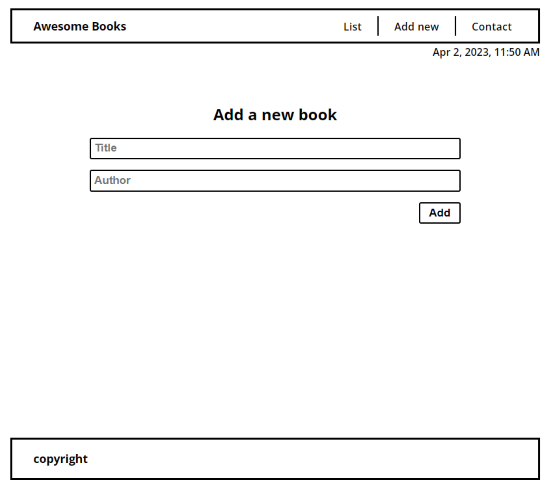 Awesome Books List Add new Contact
Apr 2, 2023, 11:50 AM
Add a new book
Title
Author
Add
copyright